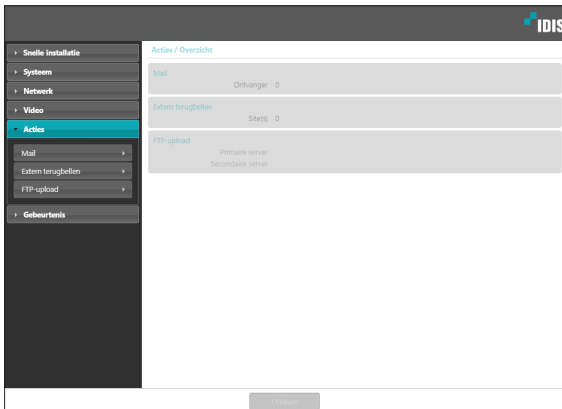 IDIS
Snelle installatie
Systeem
Netwerk
Video
Acties
Mail
Extern terugbellen
FTP-upload
Gebeurtenis
Acties / Overzicht
Mail
Ontvanger 0
Extern terugbellen
Site(s) 0
FTP-upload
Primaire server
Secondaire server